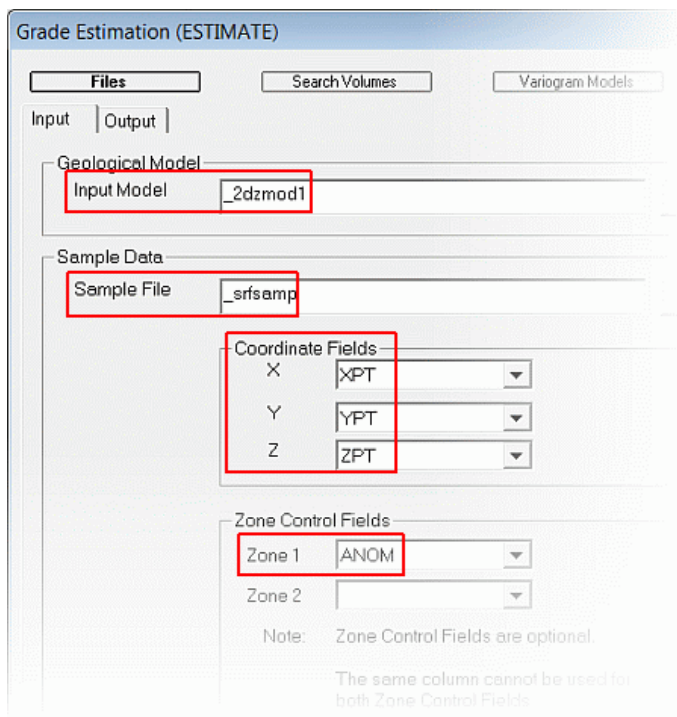 Grade Estimation (ESTIMATE)
Files Search Volumes Variogram Models
Input Output
Geological Model
Input Model _2dzmod1
Sample Data
Sample File _srfsamp
Coordinate Fields
X XPT
Y YPT
Z ZPT
Zone Control Fields
Zone 1 ANOM
Zone 2
Note: Zone Control Fields are optional.
The same column cannot be used for
both Zone Control Fields